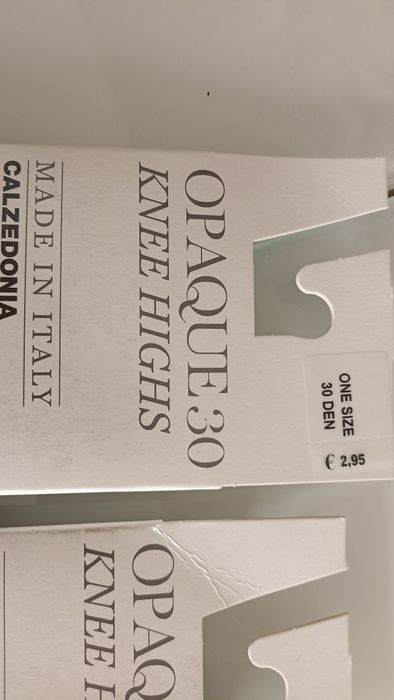 ONE SIZE
30 DEN
€ 2,95
OPAQUE 30
KNEE HIGHS
MADE IN ITALY
CALZEDONIA
OPAQ
KNEE H